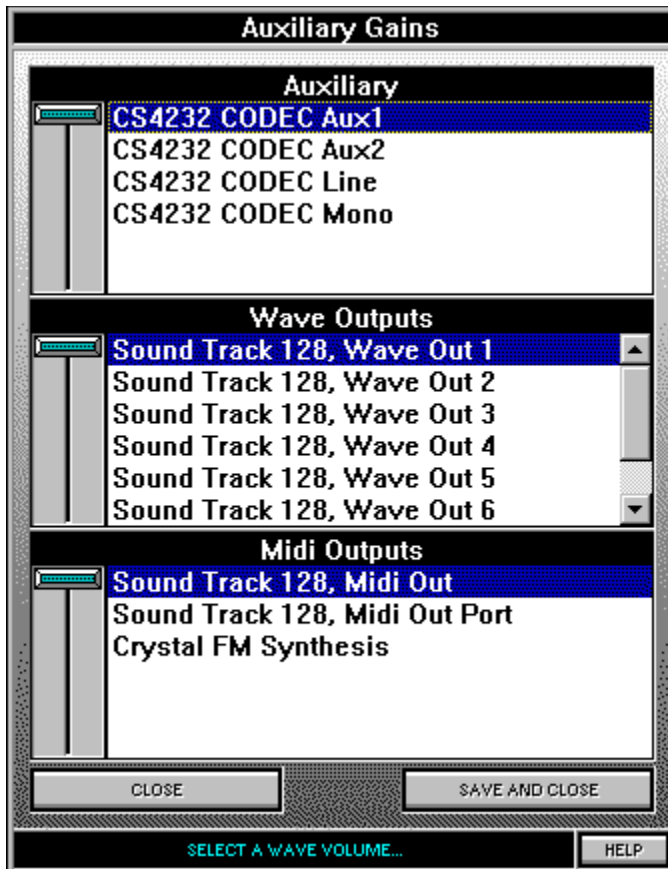 Auxiliary Gains
Auxiliary
CS4232 CODEC Aux1
CS4232 CODEC Aux2
CS4232 CODEC Line
CS4232 CODEC Mono
Wave Outputs
Sound Track 128, Wave Out 1
Sound Track 128, Wave Out 2
Sound Track 128, Wave Out 3
Sound Track 128, Wave Out 4
Sound Track 128, Wave Out 5
Sound Track 128, Wave Out 6
Midi Outputs
Sound Track 128, Midi Out
Sound Track 128, Midi Out Port
Crystal FM Synthesis
CLOSE
SAVE AND CLOSE
SELECT A WAVE VOLUME...
HELP